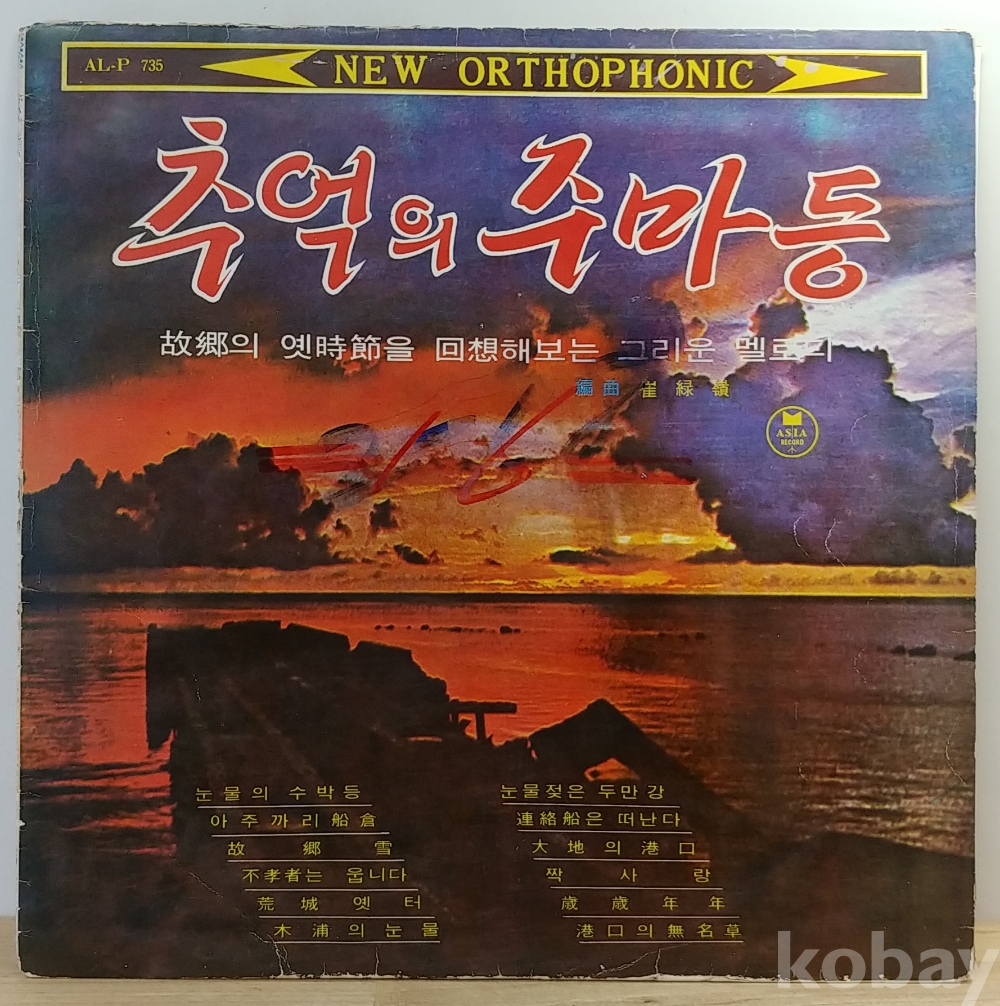 AL-P 735
NEW ORTHOPHONIC
추억의 주마등
故鄉의 옛時節을 回想해보는 그리운 멜로디
編曲 崔緑嶺
ASIA
RECORD
눈물의 수박등
아주까리船倉
故鄉雪
不孝者는 웁니다
荒城옛터
木浦의눈물
눈물젖은 두만강
連絡船은 떠난다
大地의港口
짝사랑
歲歲年年
港口의無名草
kobay